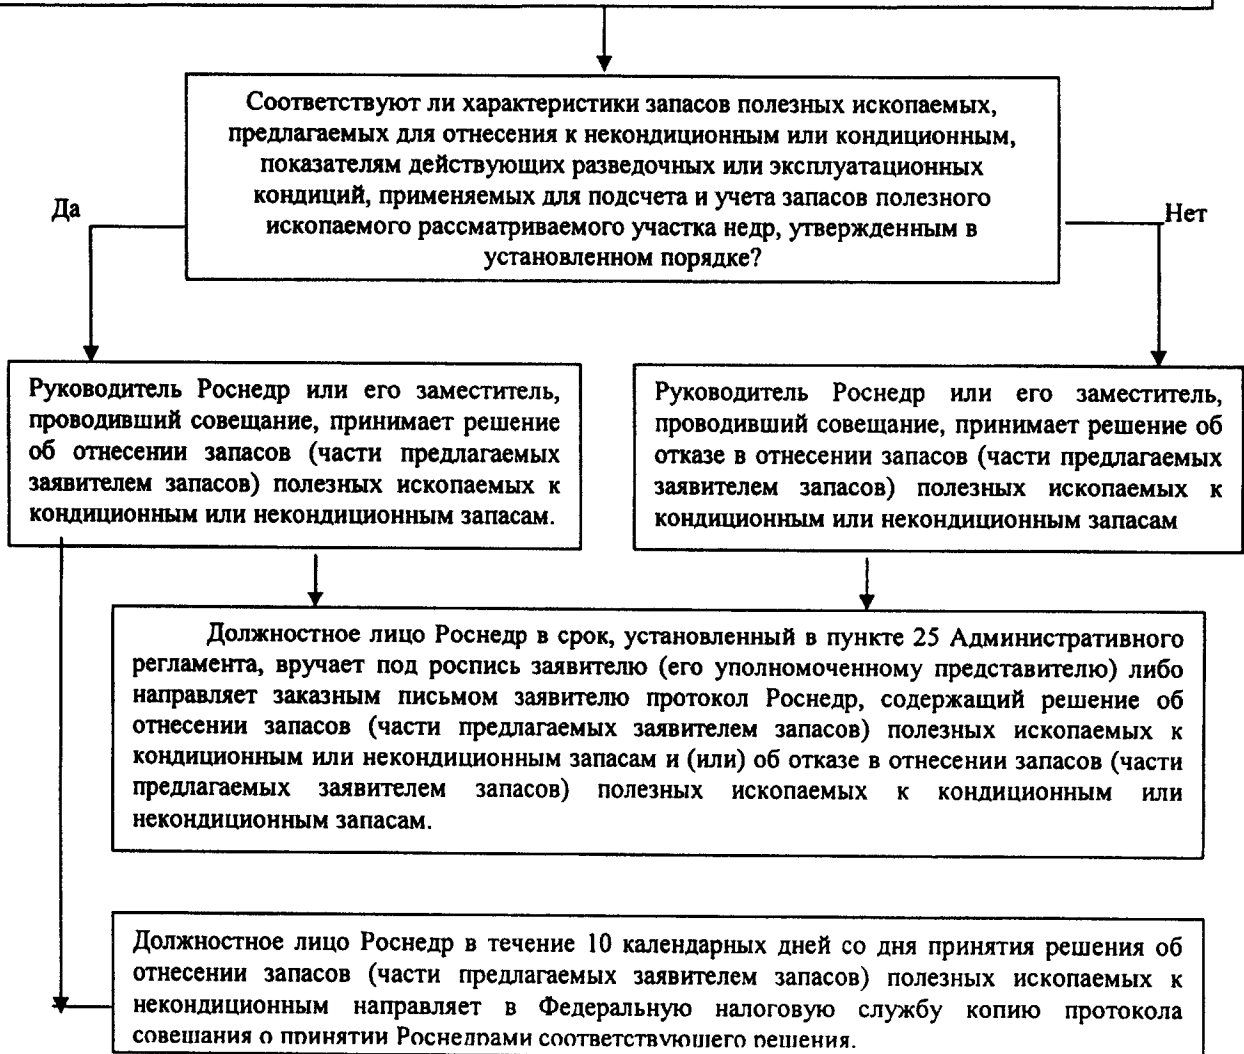 Соответствуют ли характеристики запасов полезных ископаемых,
предлагаемых для отнесения к некондиционным или кондиционным,
показателям действующих разведочных или эксплуатационных
кондиций, применяемых для подсчета и учета запасов полезного
ископаемого рассматриваемого участка недр, утвержденным в
установленном порядке?
Да
Нет
Руководитель Роснедр или его заместитель,
проводивший совещание, принимает решение
об отнесении запасов (части предлагаемых
заявителем запасов) полезных ископаемых к
кондиционным или некондиционным запасам.
Руководитель Роснедр или его заместитель,
проводивший совещание, принимает решение об
отказе в отнесении запасов (части предлагаемых
заявителем запасов) полезных ископаемых к
кондиционным или некондиционным запасам
Должностное лицо Роснедр в срок, установленный в пункте 25 Административного
регламента, вручает под роспись заявителю (его уполномоченному представителю) либо
направляет заказным письмом заявителю протокол Роснедр, содержащий решение об
отнесении запасов (части предлагаемых заявителем запасов) полезных ископаемых к
кондиционным или некондиционным запасам и (или) об отказе в отнесении запасов (части
предлагаемых заявителем запасов) полезных ископаемых к кондиционным или
некондиционным запасам.
Должностное лицо Роснедр в течение 10 календарных дней со дня принятия решения об
отнесении запасов (части предлагаемых заявителем запасов) полезных ископаемых к
некондиционным направляет в Федеральную налоговую службу копию протокола
совещания о принятии Роснедрами соответствующего решения.